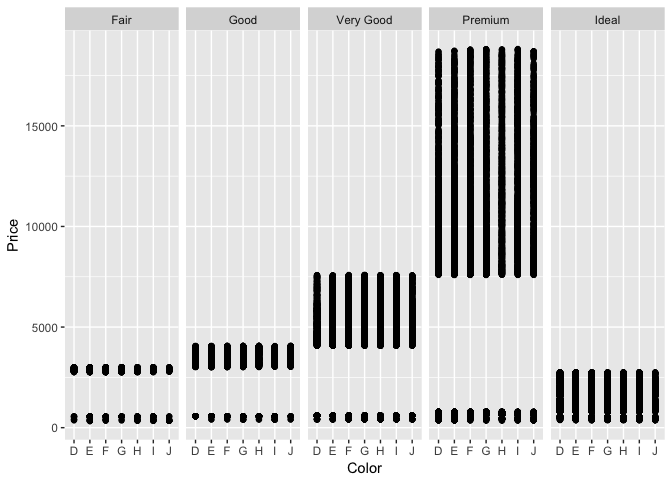 Fair Good Very Good Premium Ideal
15000
10000
5000
0
Price
D E F G H I J D E F G H I J D E F G H I J D E F G H I J D E F G H I J
Color